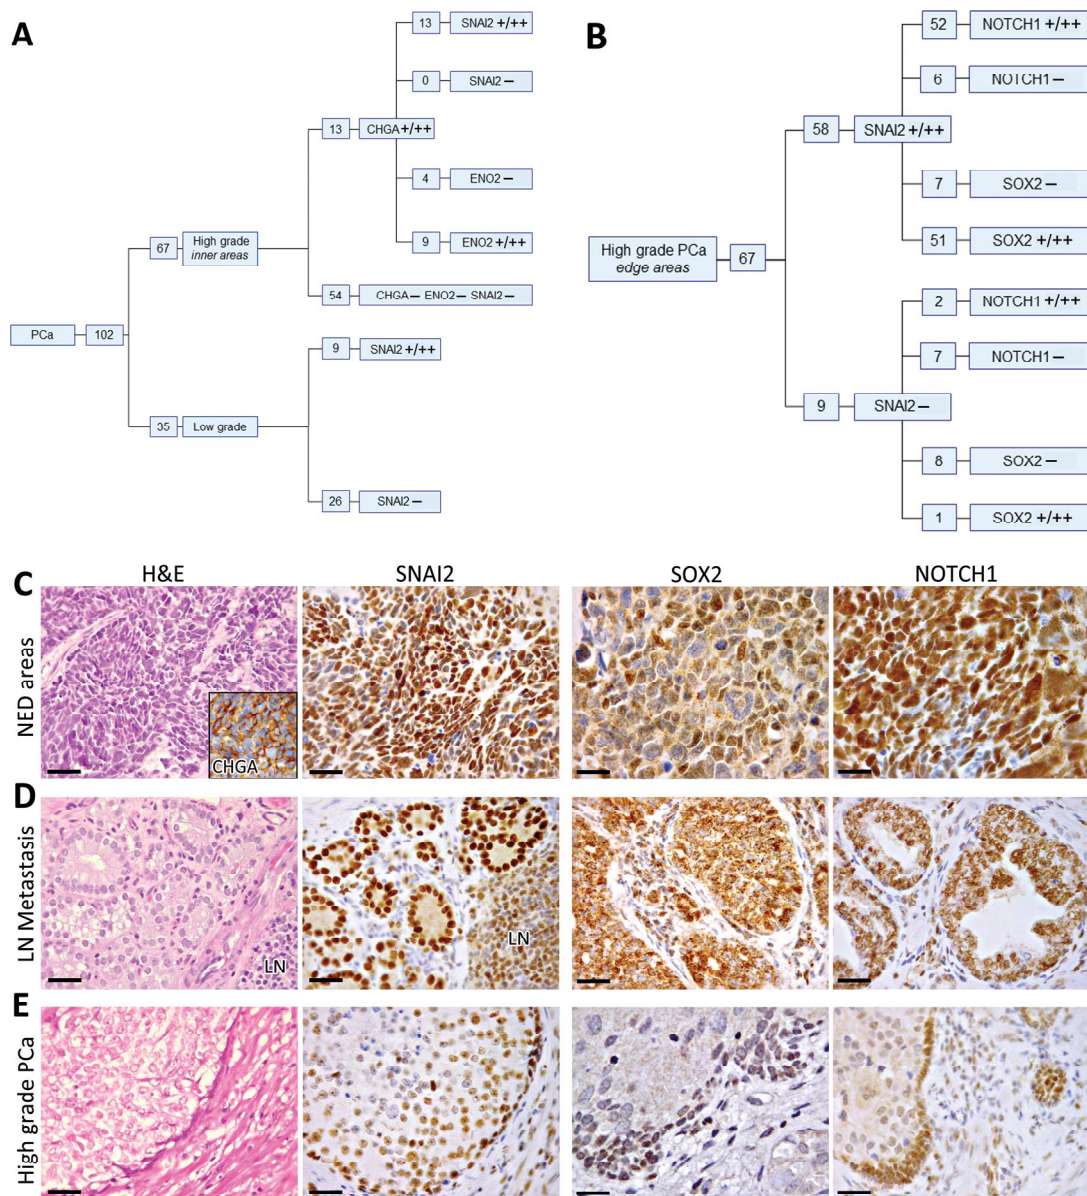 A
PCa
102
67
High grade
inner areas
35
Low grade
13
CHGA +/++
13
SNAI2 +/++
0
SNAI2 –
4
ENO2 –
9
ENO2 +/++
54
CHGA – ENO2 – SNAI2 –
9
SNAI2 +/++
26
SNAI2 –
B
High grade PCa
edge areas
67
58
SNAI2 +/++
52
NOTCH1 +/++
6
NOTCH1 –
7
SOX2 –
51
SOX2 +/++
9
SNAI2 –
2
NOTCH1 +/++
7
NOTCH1 –
8
SOX2 –
1
SOX2 +/++
H&E
SNAI2
SOX2
NOTCH1
C
NED areas
CHGA
D
LN Metastasis
LN
LN
E
High grade PCa